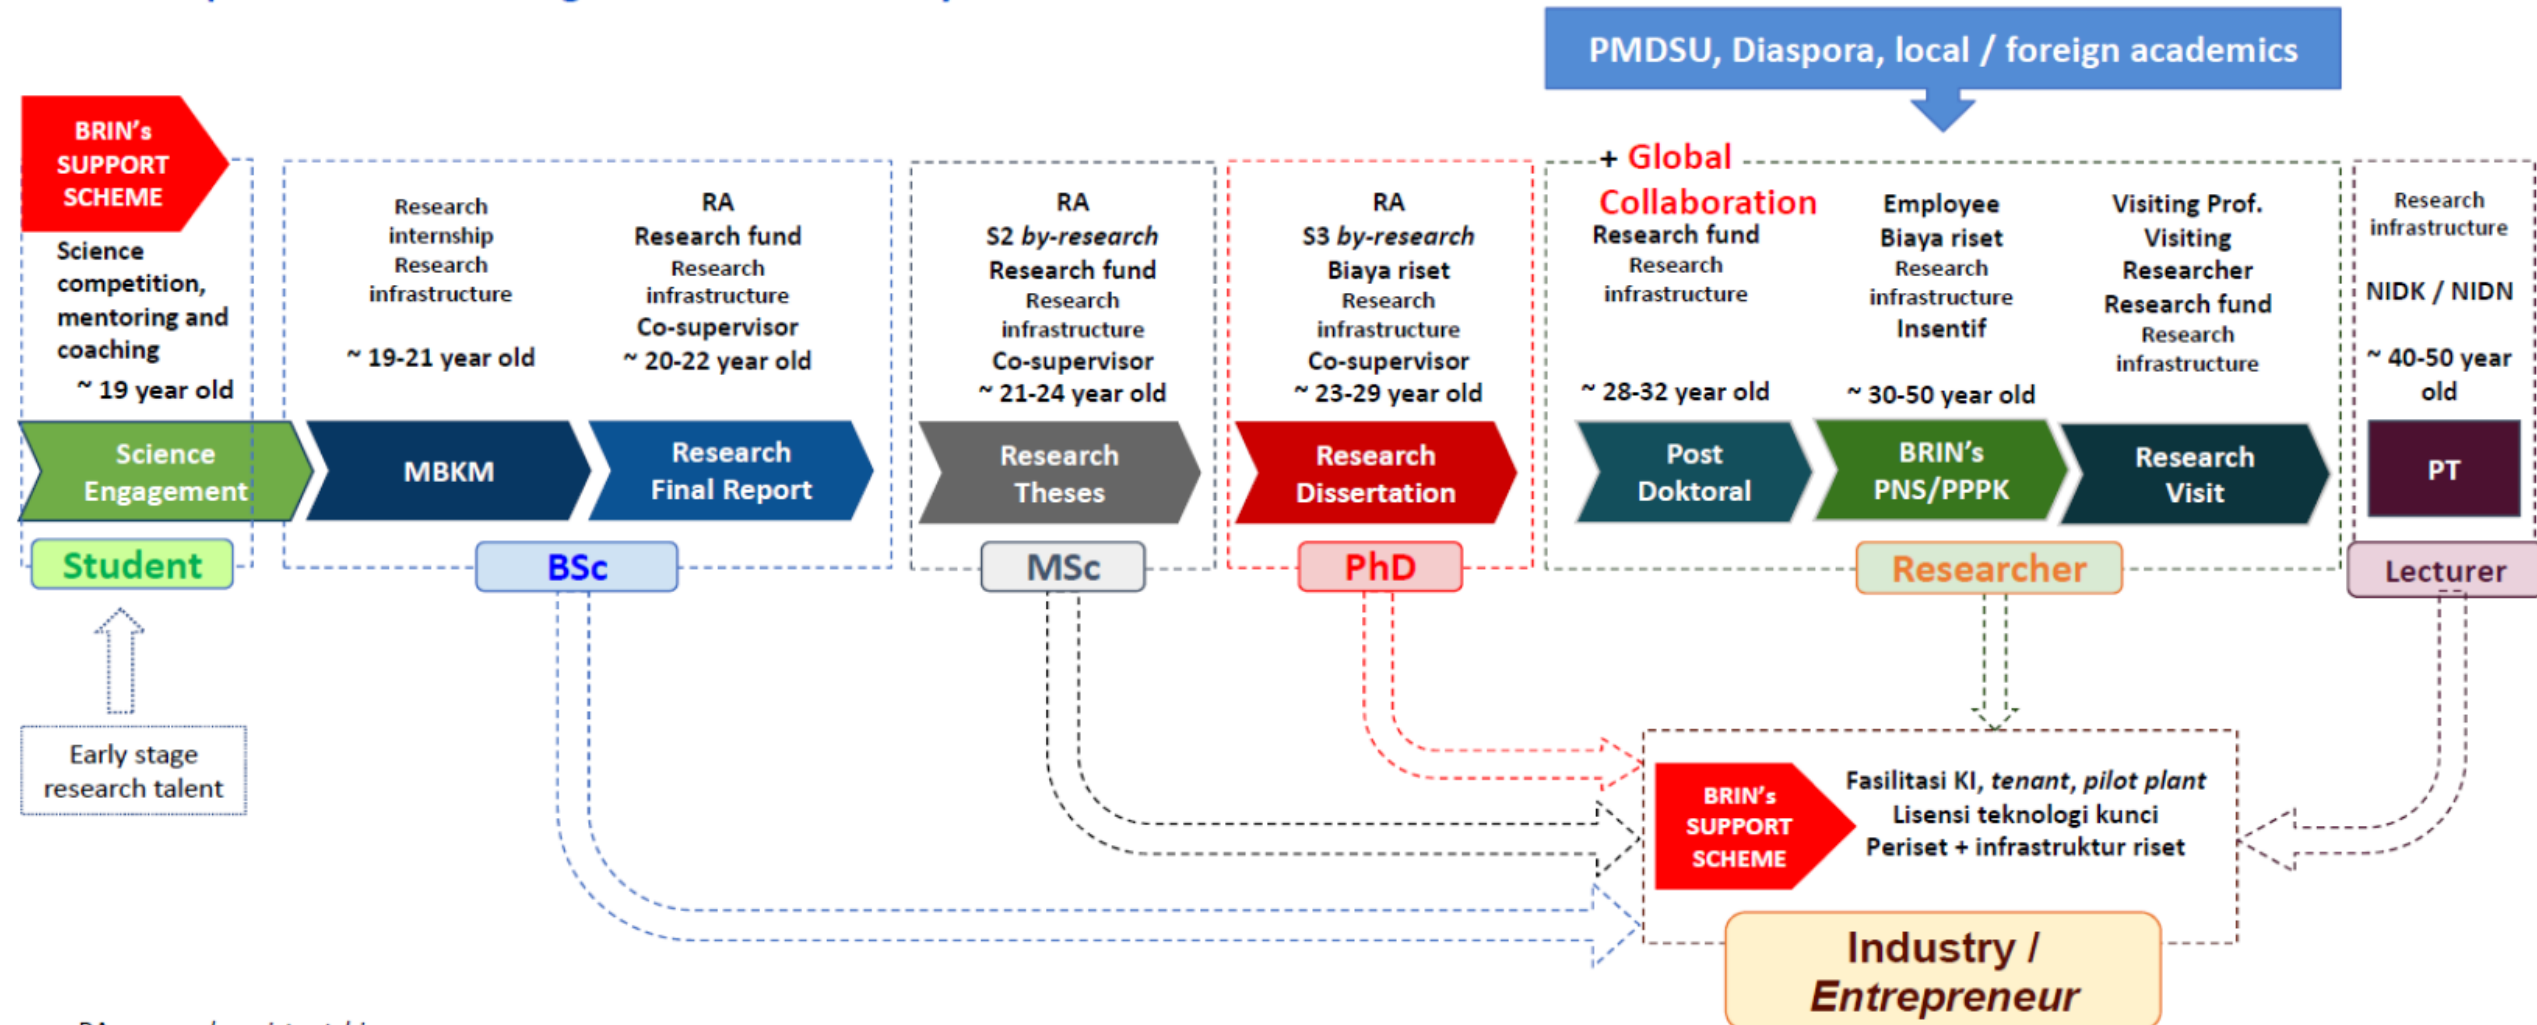 PMDSU, Diaspora, local / foreign academics
BRIN's
SUPPORT
SCHEME
Science
competition,
mentoring and
coaching
~ 19 year old
Science
Engagement
Student
Early stage
research talent
Research
internship
Research
infrastructure
~ 19-21 year old
MBKM
RA
Research fund
Research
infrastructure
Co-supervisor
~ 20-22 year old
Research
Final Report
BSc
RA
S2 by-research
Research fund
Research
infrastructure
Co-supervisor
~ 21-24 year old
Research
Theses
MSc
RA
S3 by-research
Biaya riset
Research
infrastructure
Co-supervisor
~ 23-29 year old
Research
Dissertation
PhD
+ Global
Collaboration
Research fund
Research
infrastructure
~ 28-32 year old
Post
Doktoral
Employee
Biaya riset
Research
infrastructure
Insentif
~ 30-50 year old
BRIN's
PNS/PPPK
Visiting Prof.
Visiting
Researcher
Research fund
Research
infrastructure
Research
Visit
Researcher
Research
infrastructure
NIDK / NIDN
~ 40-50 year
old
PT
Lecturer
BRIN's
SUPPORT
SCHEME
Fasilitasi KI, tenant, pilot plant
Lisensi teknologi kunci
Periset + infrastruktur riset
Industry /
Entrepreneur